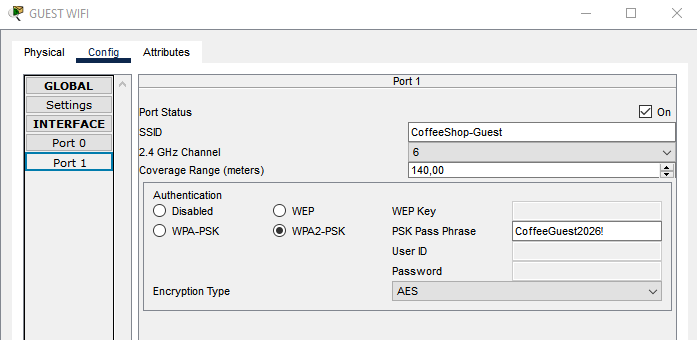 GUEST WIFI
Physical Config Attributes
GLOBAL
Settings
INTERFACE
Port 0
Port 1
Port 1
Port Status On
SSID CoffeeShop-Guest
2.4 GHz Channel 6
Coverage Range (meters) 140,00
Authentication
Disabled WEP WEP Key
WPA-PSK WPA2-PSK PSK Pass Phrase CoffeeGuest2026!
User ID
Password
Encryption Type AES